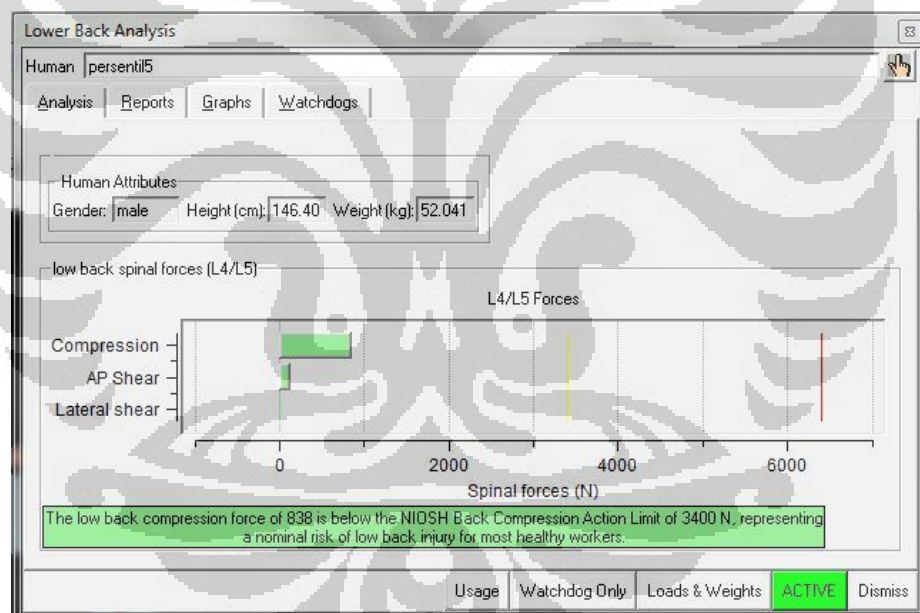 Lower Back Analysis
Human persentil5
Analysis Reports Graphs Watchdogs
Human Attributes
Gender: male Height (cm): 146.40 Weight (kg): 52.041
low back spinal forces (L4/L5)
L4/L5 Forces
Compression
AP Shear
Lateral shear
0 2000 4000 6000
Spinal forces (N)
The low back compression force of 838 is below the NIOSH Back Compression Action Limit of 3400 N, representing
a nominal risk of low back injury for most healthy workers.
Usage Watchdog Only Loads & Weights ACTIVE Dismiss